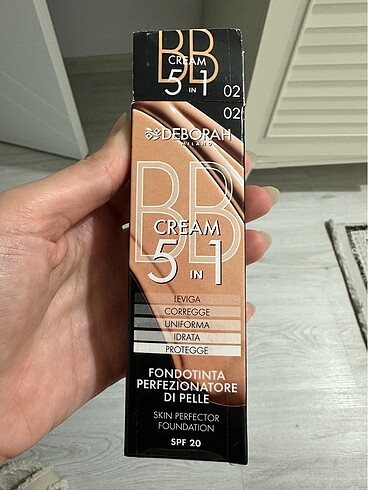 BB
CREAM
5 IN 1
02
02
DEBORAH
MILANO
BB
CREAM
5 IN 1
LEVIGA
CORREGGE
UNIFORMA
IDRATA
PROTEGGE
FONDOTINTA
PERFEZIONATORE
DI PELLE
SKIN PERFECTOR
FOUNDATION
SPF 20